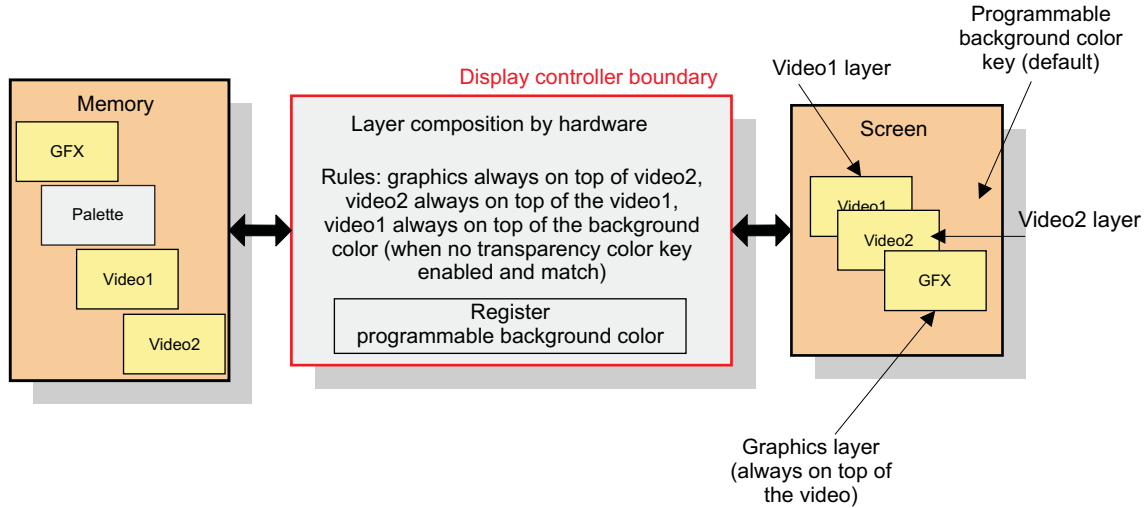 Programmable
background color
key (default)
Video1 layer
Display controller boundary
Memory
GFX
Palette
Video1
Video2
Layer composition by hardware
Rules: graphics always on top of video2,
video2 always on top of the video1,
video1 always on top of the background
color (when no transparency color key
enabled and match)
Register
programmable background color
Screen
Video1
Video2
GFX
Video2 layer
Graphics layer
(always on top of
the video)